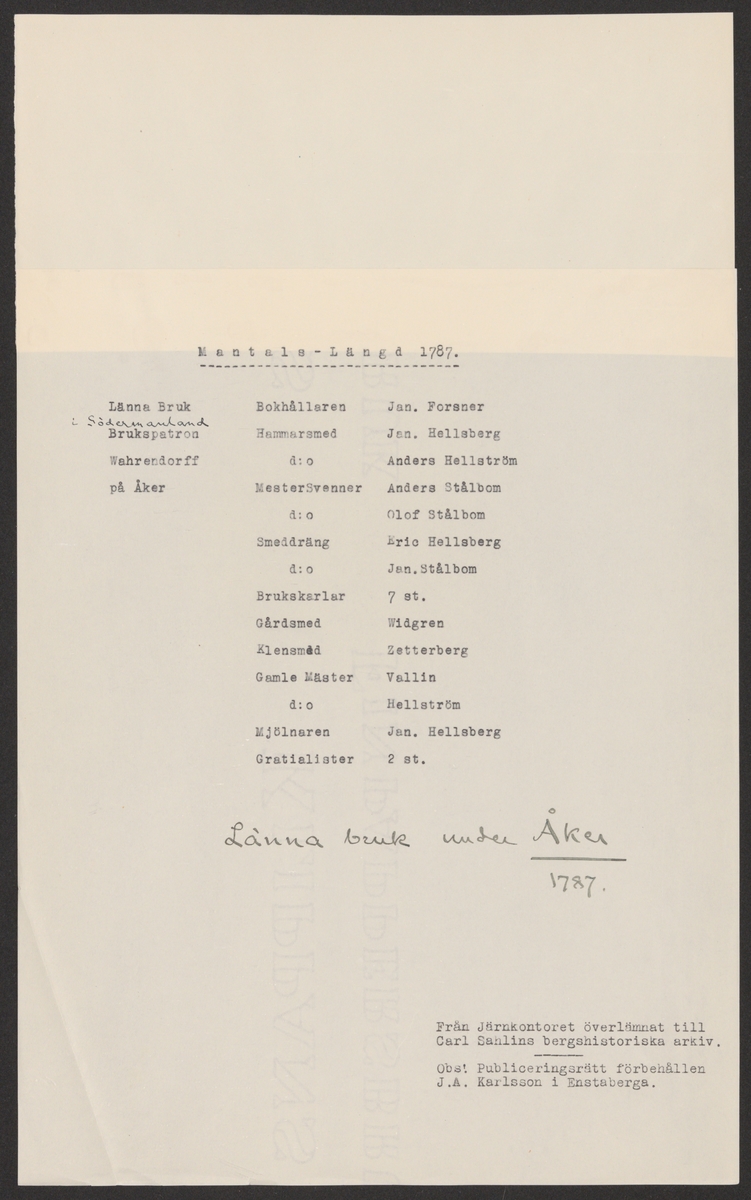 Mantals-Längd 1787.
Länna Bruk Bokhållaren Jan. Forsner
i Södermanland
Brukspatron Hammarsmed Jan. Hellsberg
Wahrendorff d:o Anders Hellström
på Åker MesterSvenner Anders Stålbom
d:o Olof Stålbom
Smeddräng Eric Hellsberg
d:o Jan.Stålbom
Brukskarlar 7 st.
Gårdsmed Widgren
Klensmed Zetterberg
Gamle Mäster Vallin
d:o Hellström
Mjölnaren Jan. Hellsberg
Gratialister 2 st.
Länna bruk under Åker
1787.
Från Järnkontoret överlämnat till
Carl Sahlins bergshistoriska arkiv.
Obs! Publiceringsrätt förbehållen
J.A. Karlsson i Enstaberga.